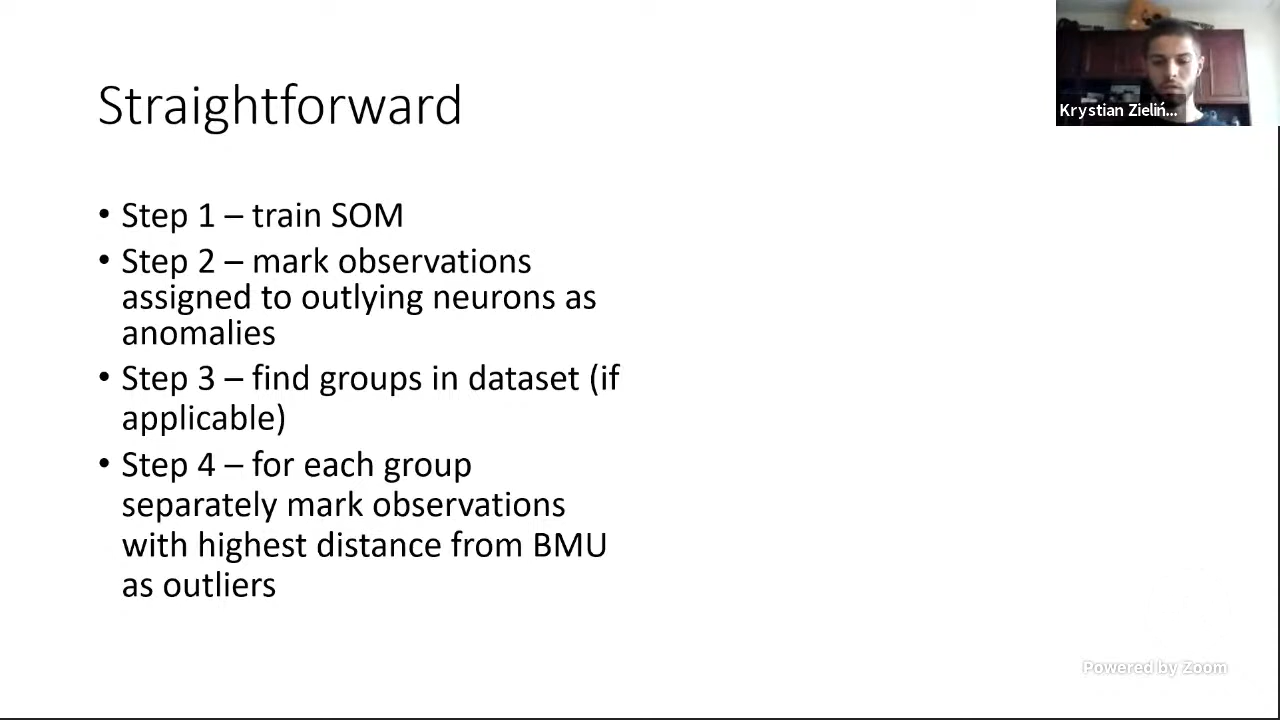 Straightforward
Krystian Zieliń...
• Step 1 – train SOM
• Step 2 – mark observations
assigned to outlying neurons as
anomalies
• Step 3 – find groups in dataset (if
applicable)
• Step 4 – for each group
separately mark observations
with highest distance from BMU
as outliers
Powered by Zoom